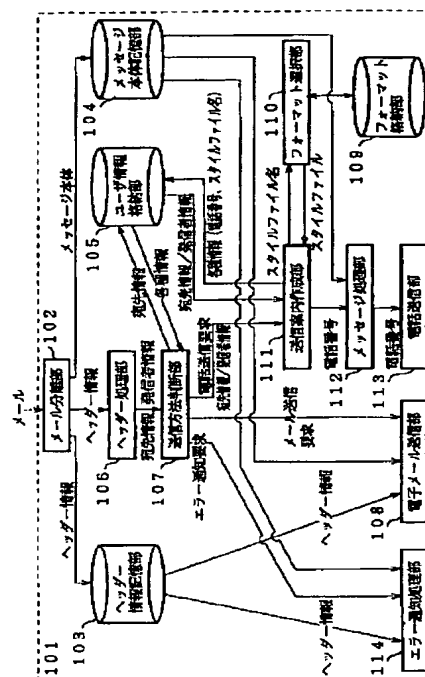 101
メール
メール分離部
102
ヘッダー情報
ヘッダー情報
メッセージ本体
ヘッダー
情報記憶部
103
ヘッダー処理部
106
宛先情報
発信者情報
送信方法判断部
107
ユーザ情報
格納部
105
メッセージ
本体記憶部
104
宛先情報
各種情報
電話送信要求
宛先情報/発信者情報
宛先情報/発信者情報
各種情報(電話番号、スタイルファイル名)
エラー通知要求
メール送信
要求
送信案内作成部
111
スタイルファイル名
スタイルファイル
フォーマット選択部
110
フォーマット
格納部
109
電話番号
メッセージ処理部
112
電話番号
電話送信部
113
ヘッダー情報
電子メール送信部
108
ヘッダー情報
エラー通知処理部
114